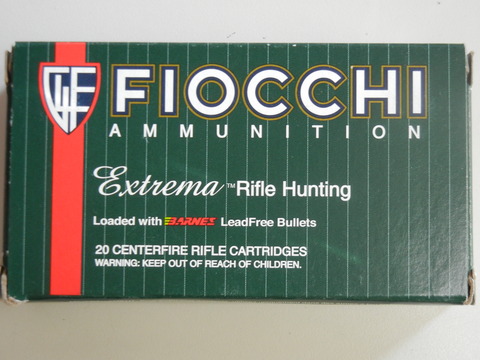 GFL
FIOCCHI
AMMUNITION
Extrema™ Rifle Hunting
Loaded with BARNES LeadFree Bullets
20 CENTERFIRE RIFLE CARTRIDGES
WARNING: KEEP OUT OF REACH OF CHILDREN.